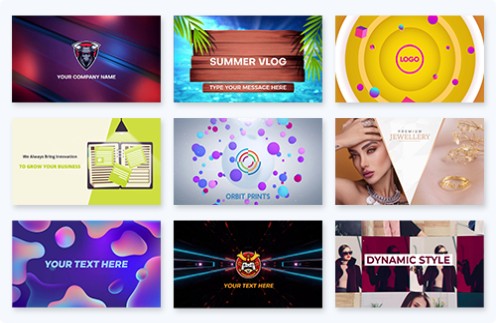 YOUR COMPANY NAME
SUMMER VLOG
TYPE YOUR MESSAGE HERE
LOGO
We Always Bring Innovation
TO GROW YOUR BUSINESS
ORBIT PRINTS
PREMIUM
JEWELLERY
YOUR TEXT HERE
YOUR TEXT HERE
DYNAMIC STYLE